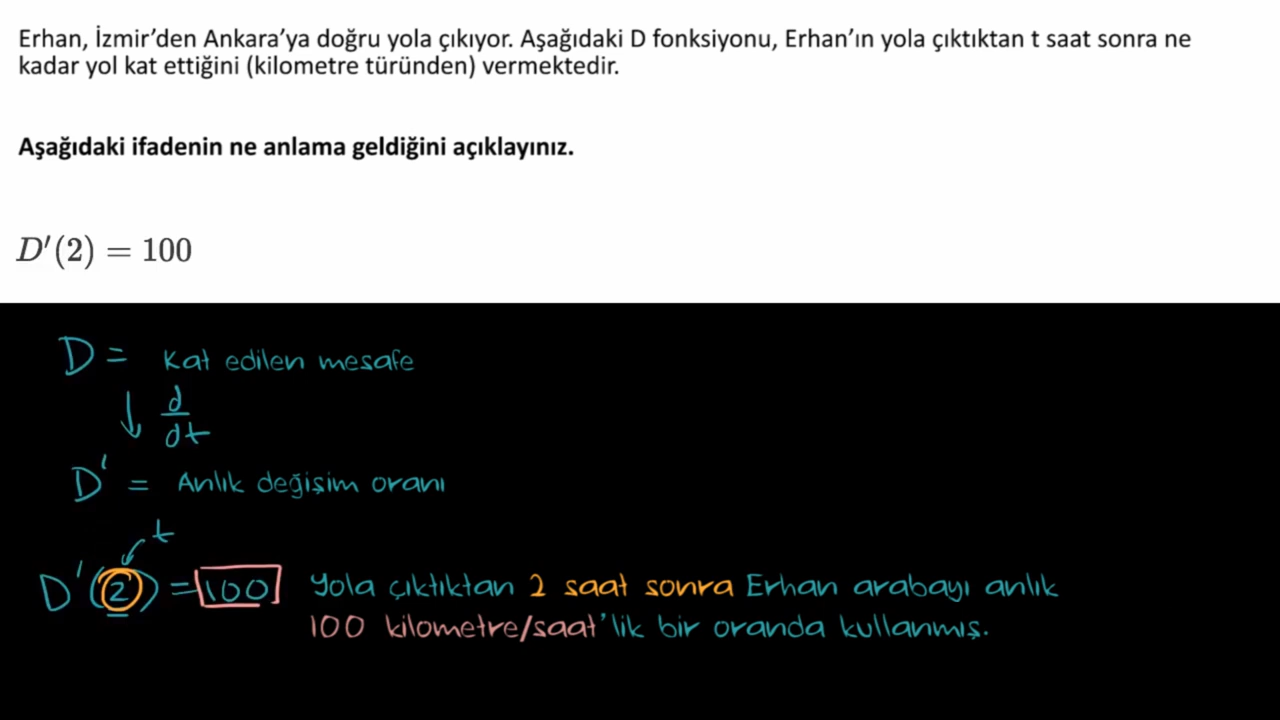 Erhan, İzmir’den Ankara’ya doğru yola çıkıyor. Aşağıdaki D fonksiyonu, Erhan’ın yola çıktıktan t saat sonra ne
kadar yol kat ettiğini (kilometre türünden) vermektedir.
Aşağıdaki ifadenin ne anlama geldiğini açıklayınız.
D′(2) = 100
D = Kat edilen mesafe
↓ d/dt
D' = Anlık değişim oranı
t
D'(2) = 100 Yola çıktıktan 2 saat sonra Erhan arabayı anlık
100 kilometre/saat'lik bir oranda kullanmış.